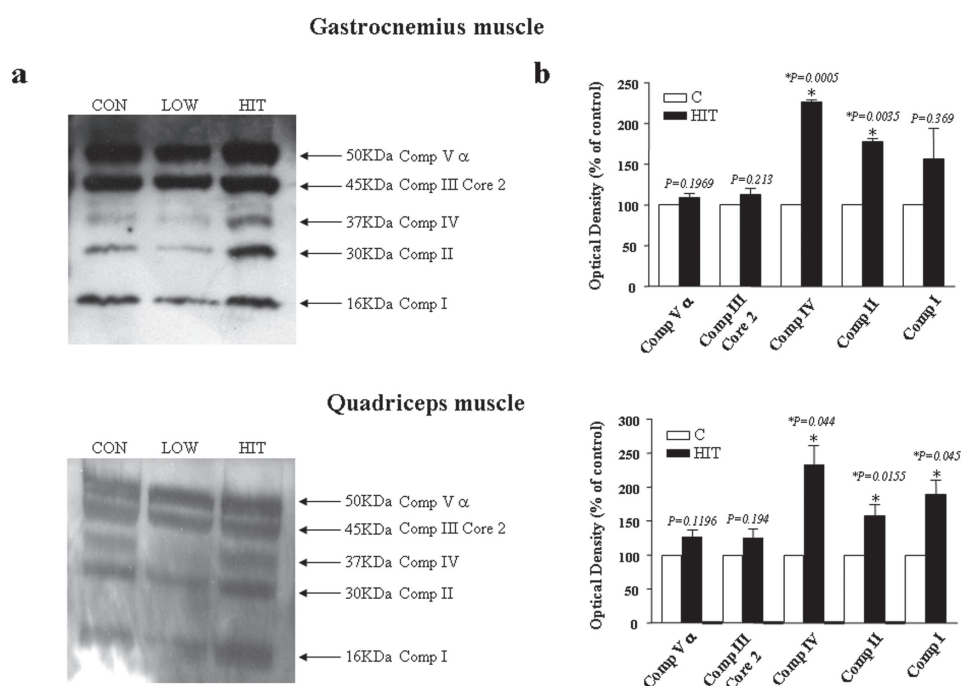 Gastrocnemius muscle
a
CON LOW HIT
50KDa Comp V α
45KDa Comp III Core 2
37KDa Comp IV
30KDa Comp II
16KDa Comp I
b
Optical Density (% of control)
250
200
150
100
50
0
C
HIT
P=0.1969
P=0.213
*P=0.0005
*
*P=0.0035
*
P=0.369
Comp V α
Comp III
Core 2
Comp IV
Comp II
Comp I
Quadriceps muscle
CON LOW HIT
50KDa Comp V α
45KDa Comp III Core 2
37KDa Comp IV
30KDa Comp II
16KDa Comp I
Optical Density (% of control)
300
250
200
150
100
50
0
C
HIT
P=0.1196
P=0.194
*P=0.044
*
*P=0.0155
*
*P=0.045
*
Comp V α
Comp III
Core 2
Comp IV
Comp II
Comp I